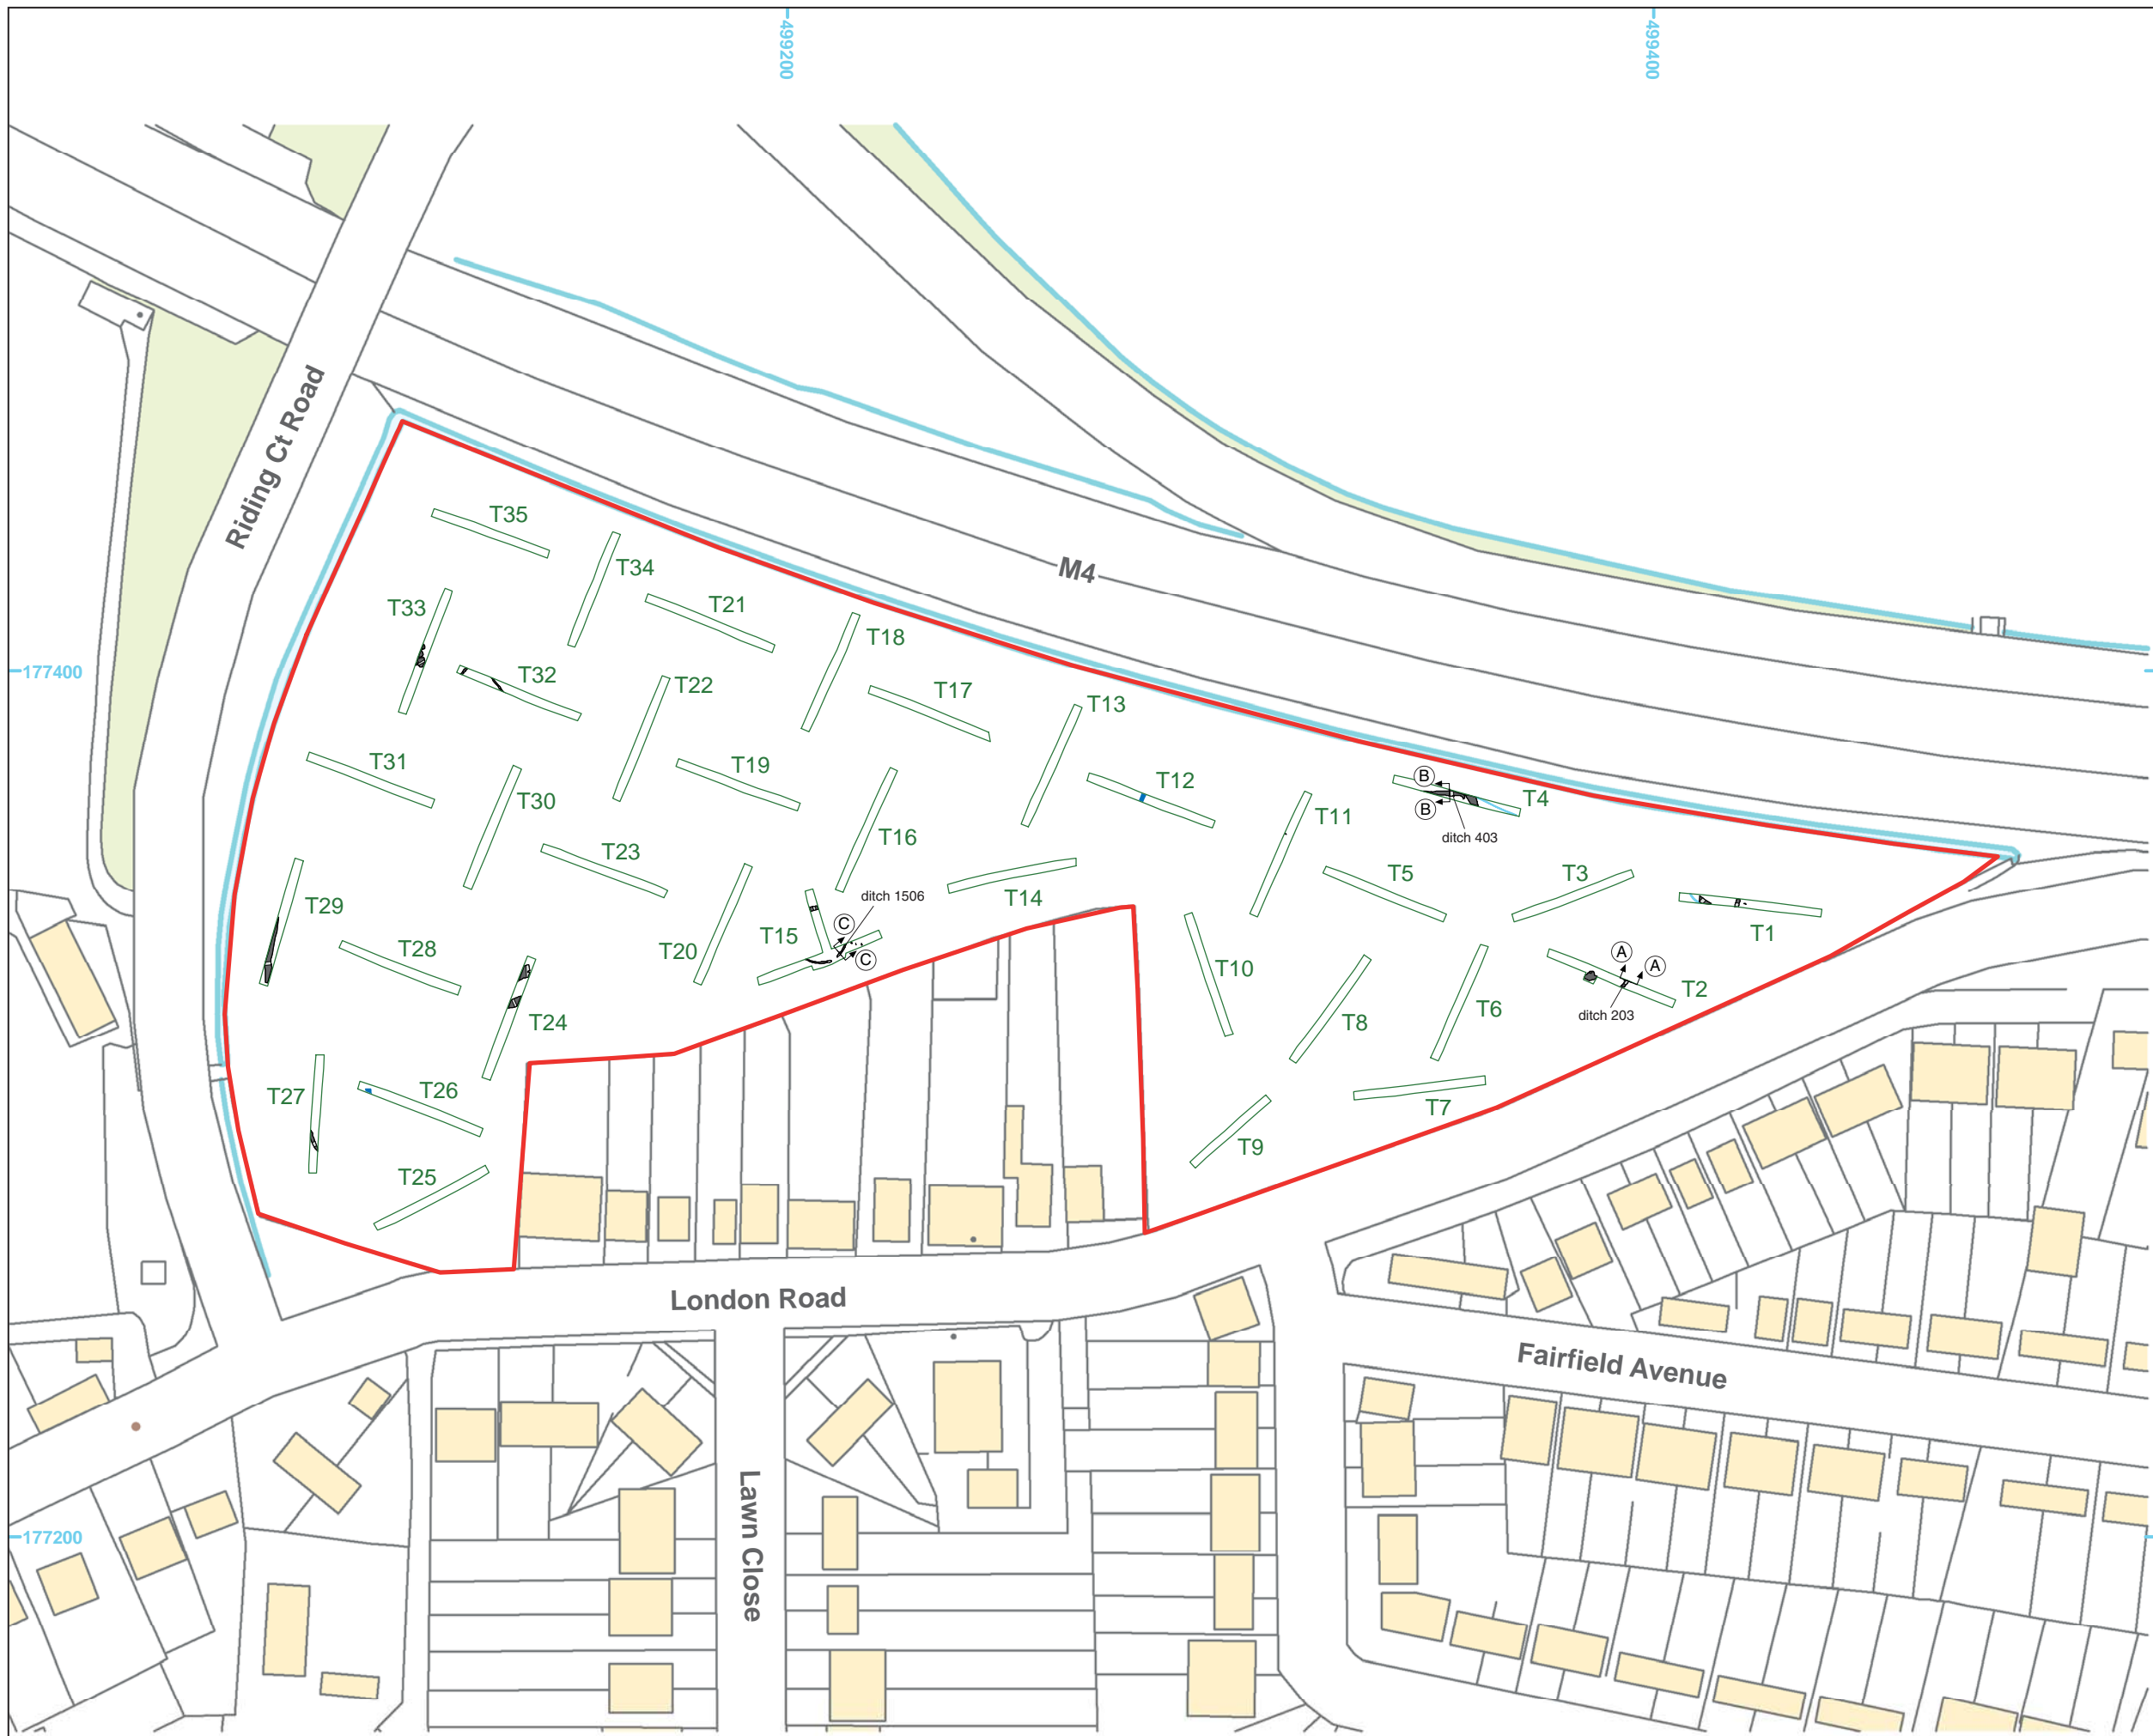 499200
499400
Riding Ct Road
M4
T35
T34
T33
T21
T18
T32
177400
T22
T17
T13
T31
T19
T12
B
T30
T4
B
T11
T16
ditch 403
T23
T5
T3
ditch 1506
T29
T14
T1
C
T15
T28
T20
C
A
A
T10
T2
T6
ditch 203
T24
T8
T27
T26
T7
T9
T25
London Road
Fairfield Avenue
Lawn Close
177200